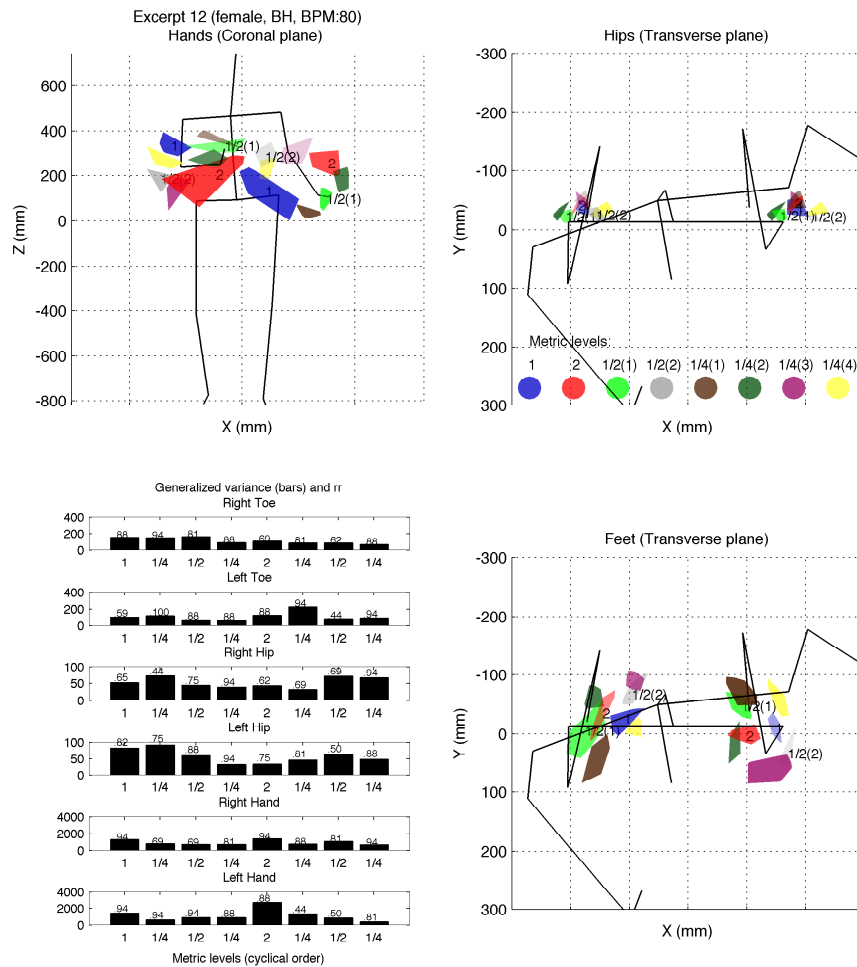 Excerpt 12 (female, BH, BPM:80)
Hands (Coronal plane)
600
400
200
0
-200
-400
-600
-800
Z (mm)
X (mm)
1
1/2(1)
1/2(2)
2
1/2(2)
2
1
1/2(1)
Hips (Transverse plane)
-300
-200
-100
0
100
200
300
Y (mm)
X (mm)
2
1/2(2)
1/2(1)
1/2(2)
Metric levels:
1 2 1/2(1) 1/2(2) 1/4(1) 1/4(2) 1/4(3) 1/4(4)
Generalized variance (bars) and rr
Right Toe
400
200
0
88 94 81 88 69 81 62 88
1 1/4 1/2 1/4 2 1/4 1/2 1/4
Left Toe
400
200
0
59 100 88 88 88 94 44 94
1 1/4 1/2 1/4 2 1/4 1/2 1/4
Right Hip
100
50
0
.65 .44 .75 .94 .62 .69 .69 .94
1 1/4 1/2 1/4 2 1/4 1/2 1/4
Left Hip
100
50
0
.82 .75 .88 .94 .75 .81 .50 .88
1 1/4 1/2 1/4 2 1/4 1/2 1/4
Right Hand
4000
2000
0
.94 .69 .69 .81 .94 .88 .81 .94
1 1/4 1/2 1/4 2 1/4 1/2 1/4
Left Hand
4000
2000
0
.94 .94 .94 .88 .88 .44 .50 .81
1 1/4 1/2 1/4 2 1/4 1/2 1/4
Metric levels (cyclical order)
Feet (Transverse plane)
-300
-200
-100
0
100
200
300
Y (mm)
X (mm)
1/2(2)
2
1/2(1)
2
1/2(2)